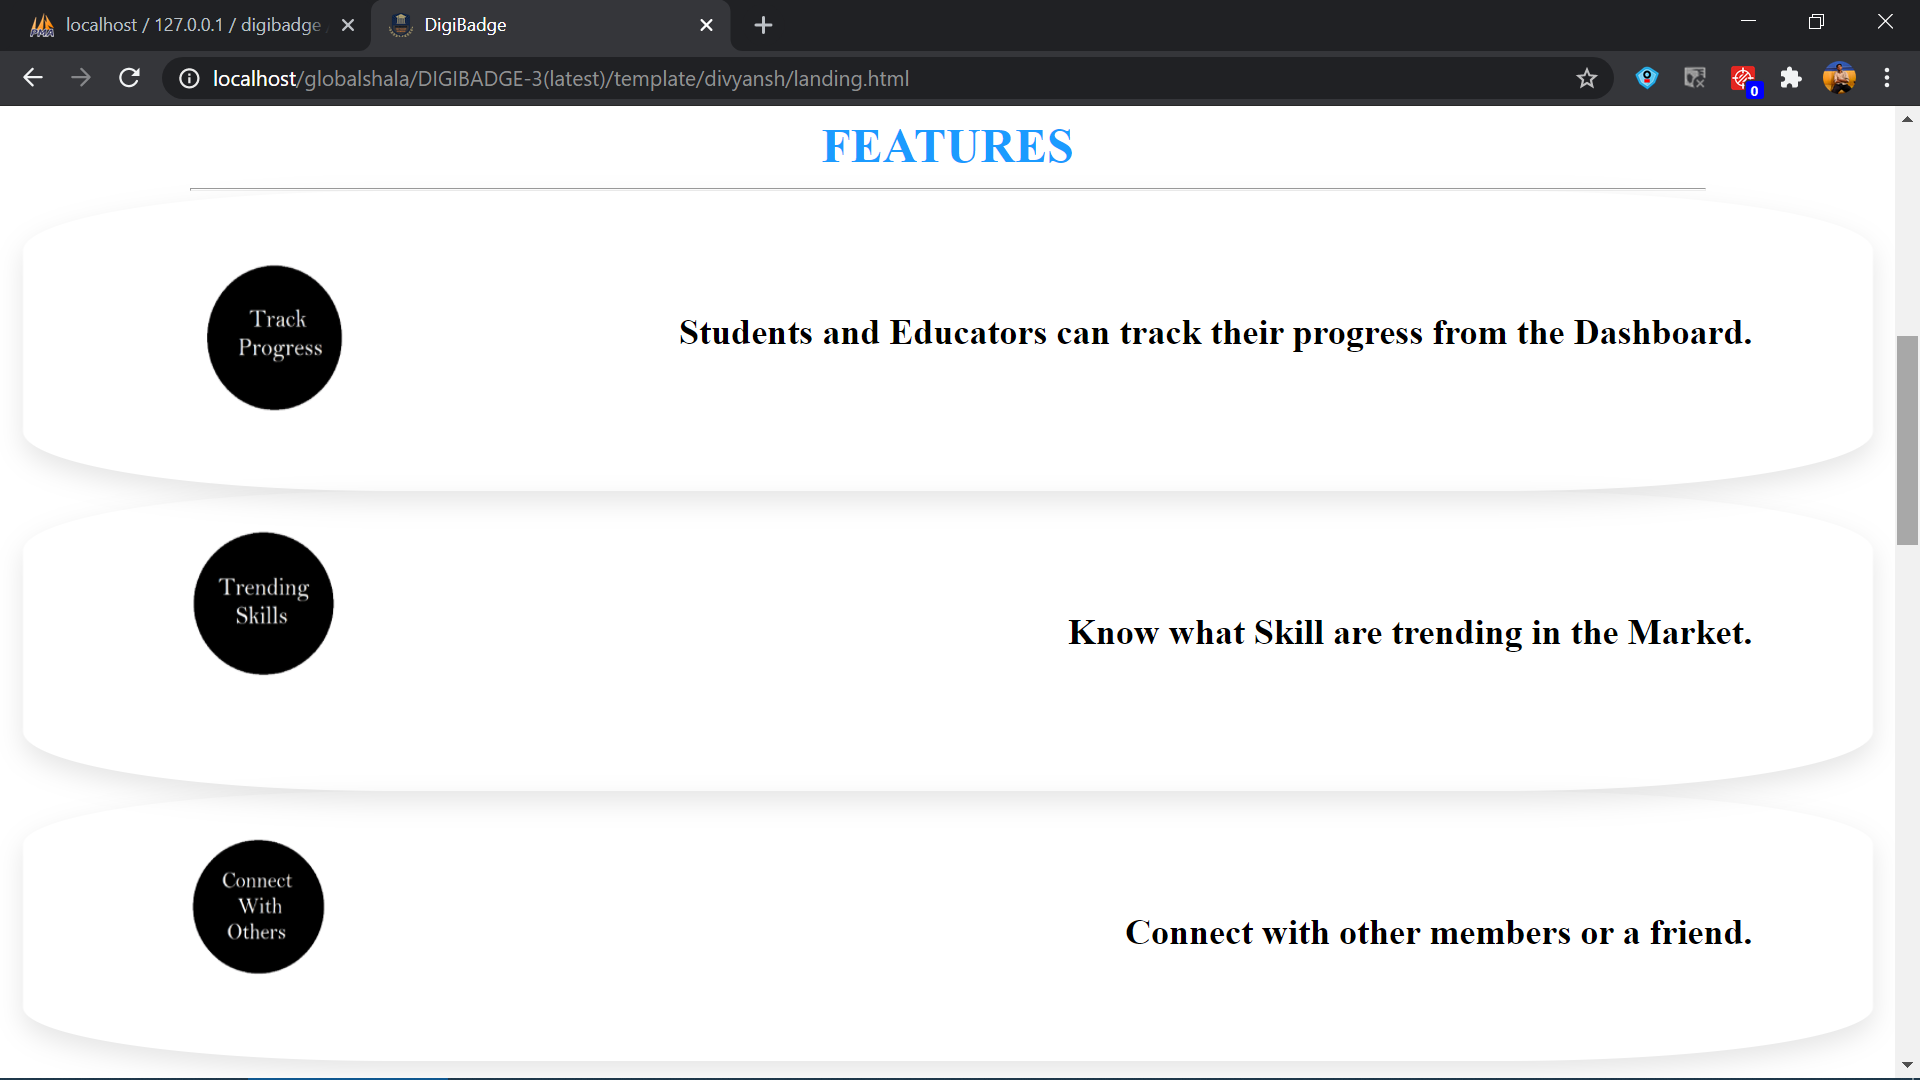 localhost / 127.0.0.1 / digibadge
DigiBadge
localhost/globalshala/DIGIBADGE-3(latest)/template/divyansh/landing.html
0
FEATURES
Track
Progress
Students and Educators can track their progress from the Dashboard.
Trending
Skills
Know what Skill are trending in the Market.
Connect
With
Others
Connect with other members or a friend.